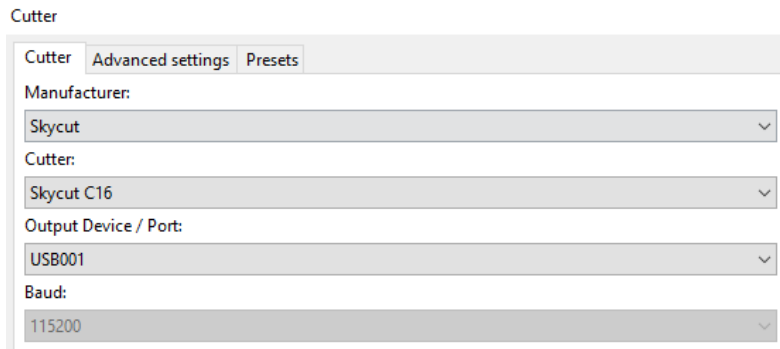 Cutter
Cutter Advanced settings Presets
Manufacturer:
Skycut
Cutter:
Skycut C16
Output Device / Port:
USB001
Baud:
115200